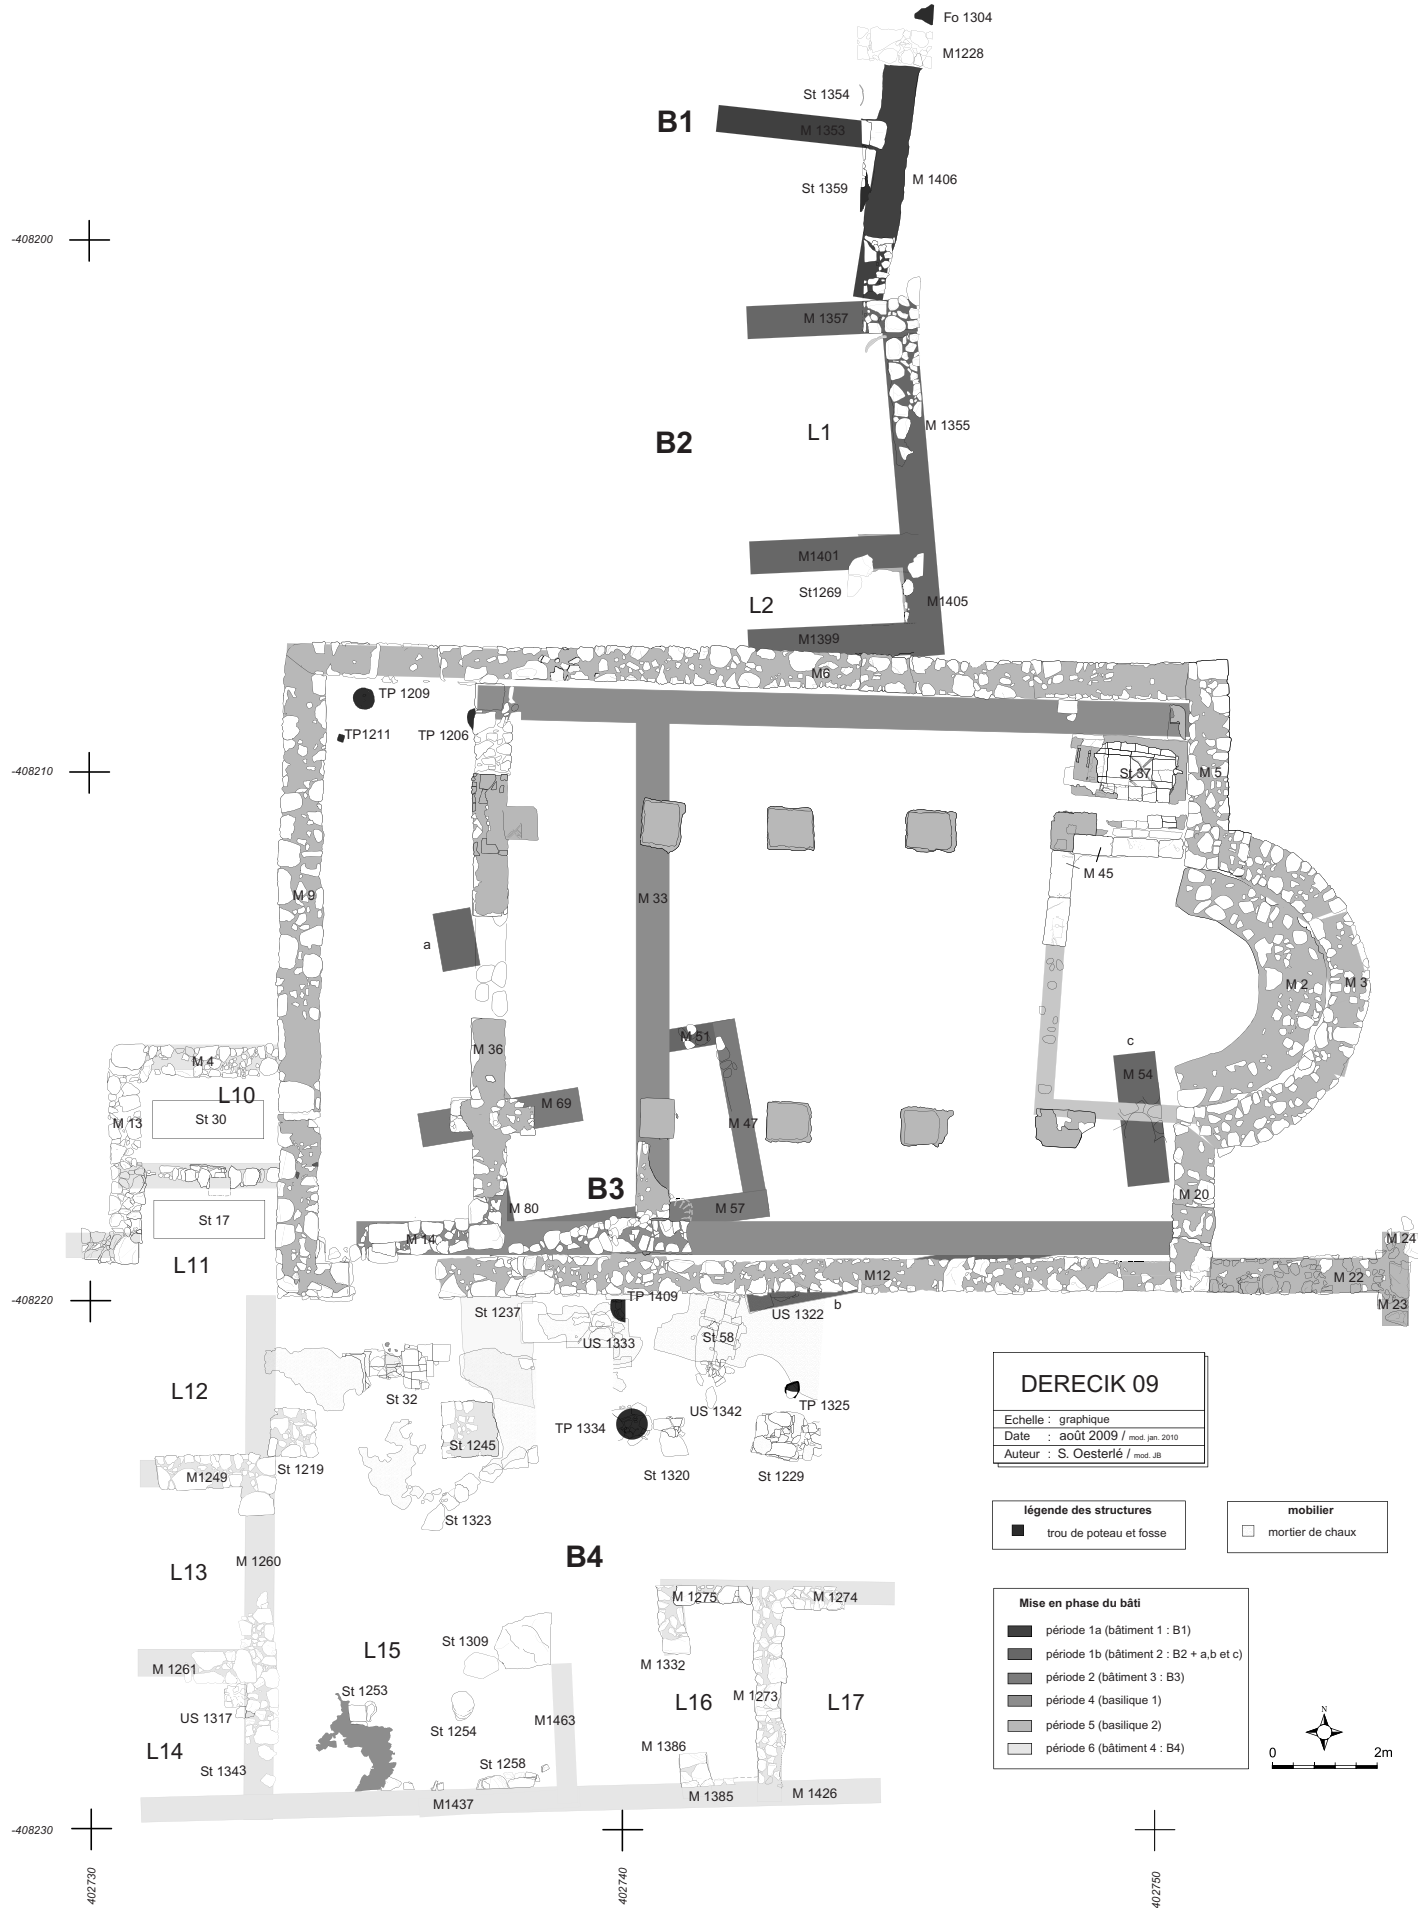 Fo 1304
M1228
St 1354
B1
M 1353
M 1406
St 1359
-408200
M 1357
M 1355
B2
L1
M1401
St1269
L2
M1405
M1399
M6
TP 1209
TP1211
TP 1206
-408210
St 37
M 5
M 45
M 9
M 33
a
M 2
M 3
M 51
c
M 36
M 4
L10
M 54
St 30
M 13
M 69
M 47
B3
M 20
St 17
M 80
M 57
M 14
M 24
L11
M12
M 22
-408220
TP 1409
St 1237
US 1322
b
M 23
US 1333
St 58
L12
St 32
US 1342
TP 1325
TP 1334
St 1245
M1249
St 1219
St 1320
St 1229
St 1323
DERECIK 09
Echelle : graphique
Date : août 2009 / mod. jan. 2010
Auteur : S. Oesterlé / mod. JB
légende des structures
trou de poteau et fosse
mobilier
mortier de chaux
B4
M 1260
L13
M 1275
M 1274
Mise en phase du bâti
période 1a (bâtiment 1 : B1)
période 1b (bâtiment 2 : B2 + a,b et c)
période 2 (bâtiment 3 : B3)
période 4 (basilique 1)
période 5 (basilique 2)
période 6 (bâtiment 4 : B4)
St 1309
L15
M 1261
M 1332
St 1253
L16
M 1273
L17
US 1317
St 1254
M1463
L14
M 1386
St 1343
St 1258
M1437
M 1385
M 1426
N
0 2m
-408230
402730
402740
402750